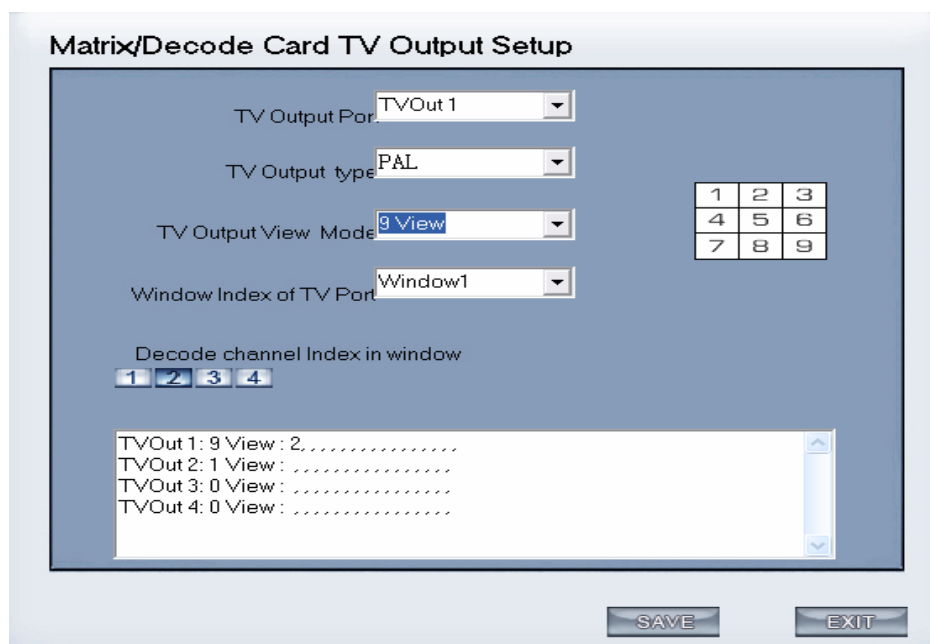 Matrix/Decode Card TV Output Setup
TV Output Por
TVOut 1
TV Output type
PAL
TV Output View Mode
9 View
Window Index of TV Port
Window1
1 2 3
4 5 6
7 8 9
Decode channel Index in window
1 2 3 4
TVOut 1: 9 View : 2, , , , , , , , , , , , , , , ,
TVOut 2: 1 View : , , , , , , , , , , , , , , , ,
TVOut 3: 0 View : , , , , , , , , , , , , , , , ,
TVOut 4: 0 View : , , , , , , , , , , , , , , , ,
SAVE
EXIT